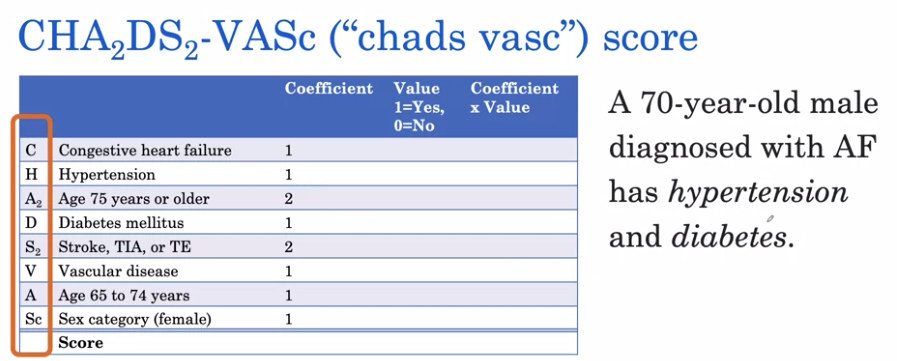 CHA₂DS₂-VASc (“chads vasc”) score
Coefficient Value Coefficient
1=Yes, x Value
0=No
C Congestive heart failure 1
H Hypertension 1
A₂ Age 75 years or older 2
D Diabetes mellitus 1
S₂ Stroke, TIA, or TE 2
V Vascular disease 1
A Age 65 to 74 years 1
Sc Sex category (female) 1
Score
A 70-year-old male
diagnosed with AF
has hypertension
and diabetes.